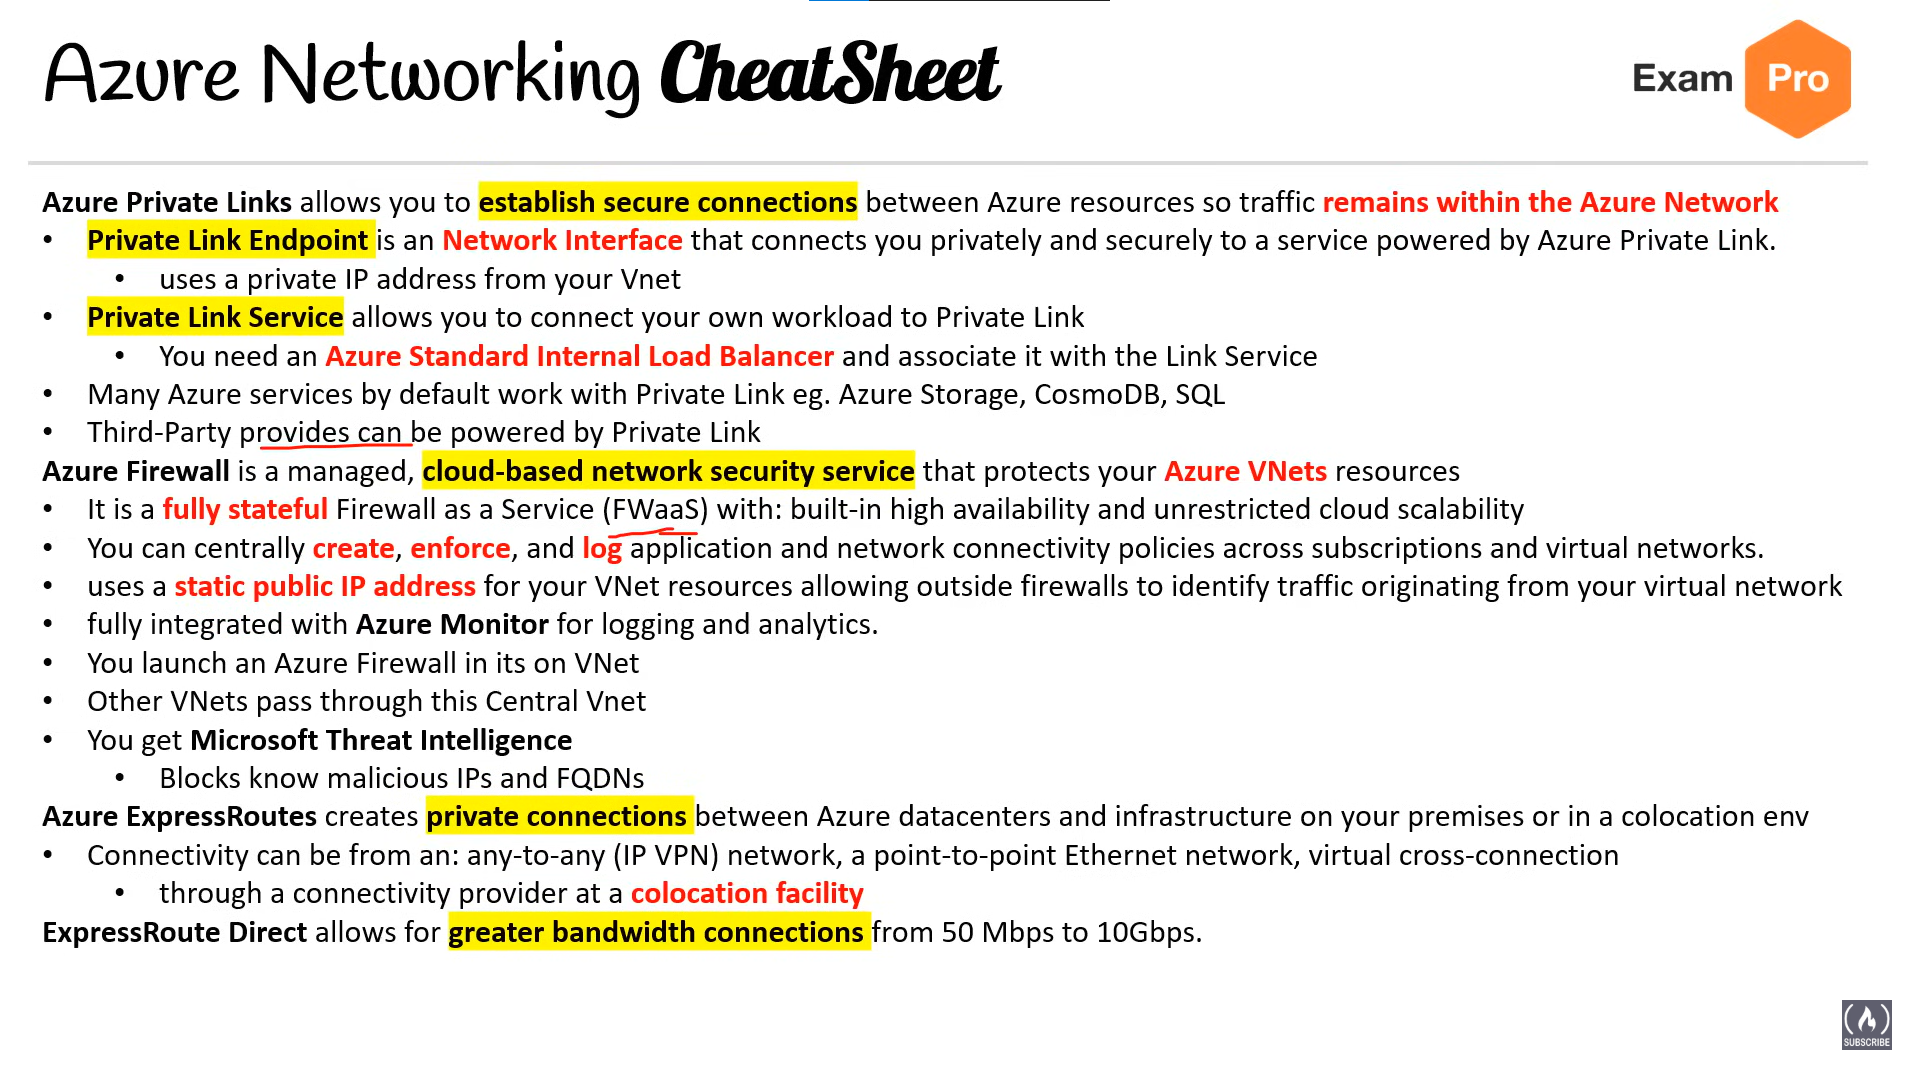 Azure Networking CheatSheet
Exam Pro
Azure Private Links allows you to establish secure connections between Azure resources so traffic remains within the Azure Network
• Private Link Endpoint is an Network Interface that connects you privately and securely to a service powered by Azure Private Link.
• uses a private IP address from your Vnet
• Private Link Service allows you to connect your own workload to Private Link
• You need an Azure Standard Internal Load Balancer and associate it with the Link Service
• Many Azure services by default work with Private Link eg. Azure Storage, CosmoDB, SQL
• Third-Party provides can be powered by Private Link
Azure Firewall is a managed, cloud-based network security service that protects your Azure VNets resources
• It is a fully stateful Firewall as a Service (FWaaS) with: built-in high availability and unrestricted cloud scalability
• You can centrally create, enforce, and log application and network connectivity policies across subscriptions and virtual networks.
• uses a static public IP address for your VNet resources allowing outside firewalls to identify traffic originating from your virtual network
• fully integrated with Azure Monitor for logging and analytics.
• You launch an Azure Firewall in its on VNet
• Other VNets pass through this Central Vnet
• You get Microsoft Threat Intelligence
• Blocks know malicious IPs and FQDNs
Azure ExpressRoutes creates private connections between Azure datacenters and infrastructure on your premises or in a colocation env
• Connectivity can be from an: any-to-any (IP VPN) network, a point-to-point Ethernet network, virtual cross-connection
• through a connectivity provider at a colocation facility
ExpressRoute Direct allows for greater bandwidth connections from 50 Mbps to 10Gbps.
SUBSCRIBE